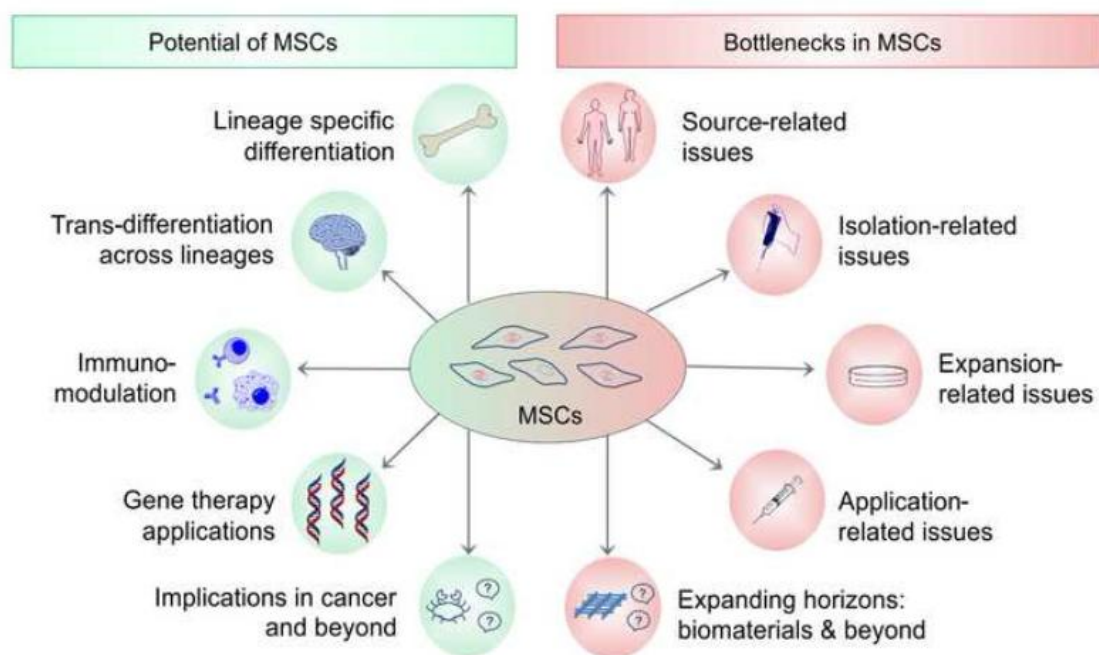 Potential of MSCs
Bottlenecks in MSCs
Lineage specific
differentiation
Trans-differentiation
across lineages
Immuno-
modulation
Gene therapy
applications
Implications in cancer
and beyond
MSCs
Source-related
issues
Isolation-related
issues
Expansion-
related issues
Application-
related issues
Expanding horizons:
biomaterials & beyond
?
?
?
?